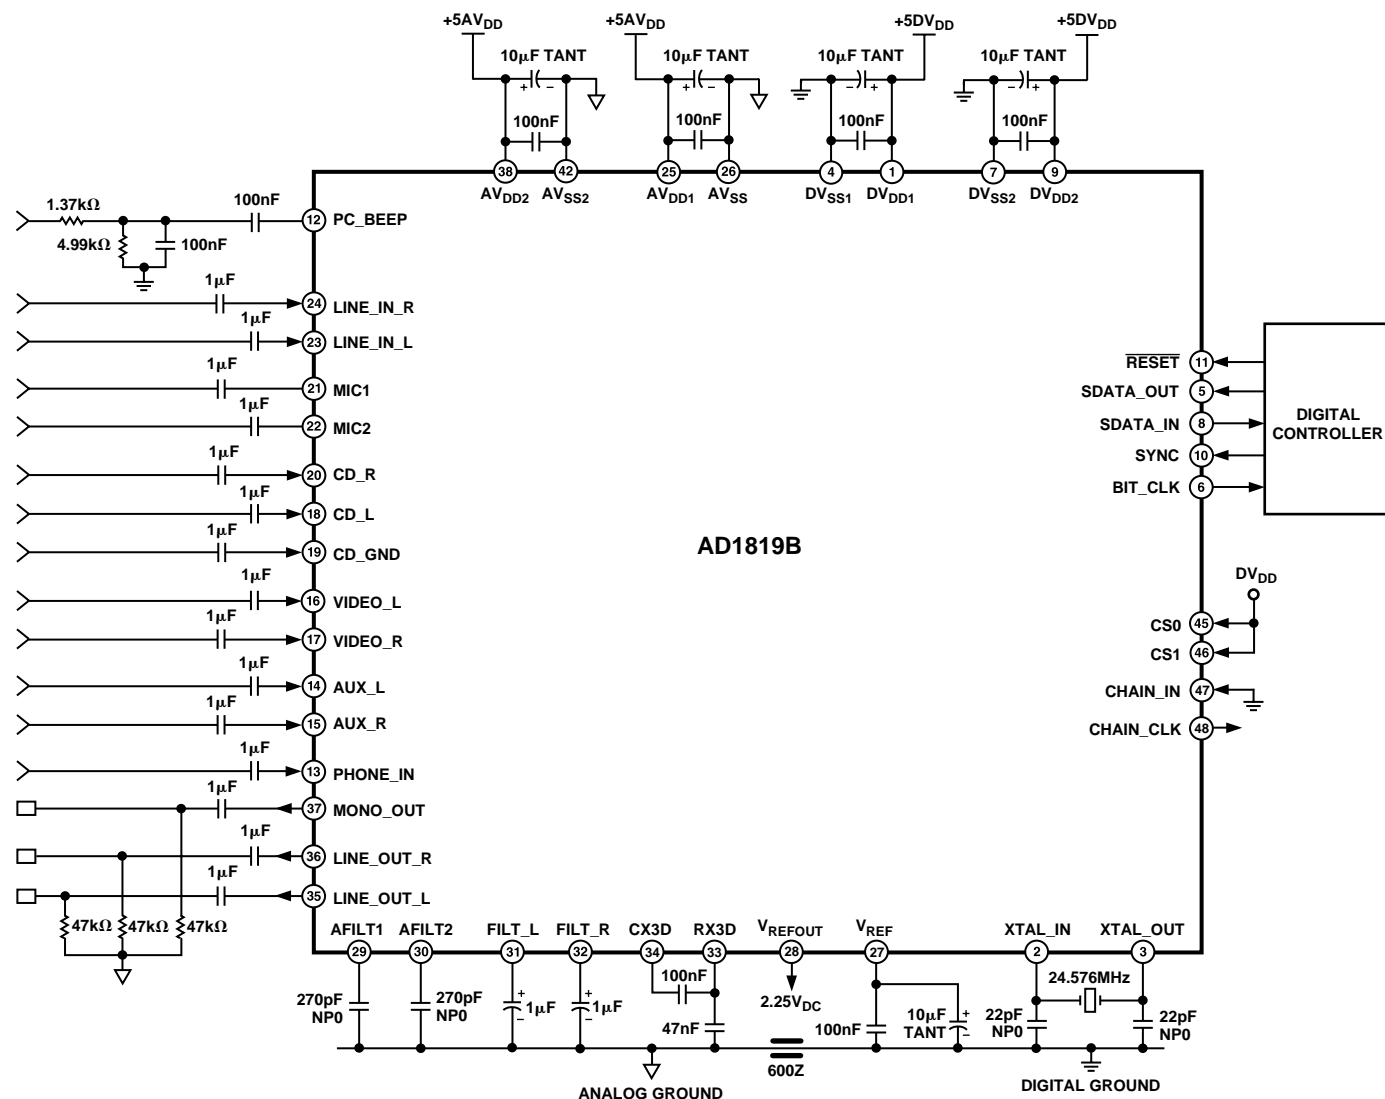 +5AVDD
+5AVDD
+5DVDD
+5DVDD
10μF TANT
10μF TANT
10μF TANT
10μF TANT
+ −
+ −
− +
− +
100nF
100nF
100nF
100nF
38
42
25
26
4
1
7
9
AVDD2
AVSS2
AVDD1
AVSS
DVSS1
DVDD1
DVSS2
DVDD2
1.37kΩ
100nF
12
PC_BEEP
4.99kΩ
100nF
1μF
24
LINE_IN_R
1μF
23
LINE_IN_L
1μF
21
MIC1
1μF
22
MIC2
1μF
20
CD_R
1μF
18
CD_L
1μF
19
CD_GND
1μF
16
VIDEO_L
1μF
17
VIDEO_R
1μF
14
AUX_L
1μF
15
AUX_R
1μF
13
PHONE_IN
1μF
37
MONO_OUT
1μF
36
LINE_OUT_R
1μF
35
LINE_OUT_L
47kΩ
47kΩ
47kΩ
AD1819B
RESET
11
SDATA_OUT
5
SDATA_IN
8
SYNC
10
BIT_CLK
6
DIGITAL
CONTROLLER
DVDD
CS0
45
CS1
46
CHAIN_IN
47
CHAIN_CLK
48
AFILT1
AFILT2
FILT_L
FILT_R
CX3D
RX3D
VREFOUT
VREF
XTAL_IN
XTAL_OUT
29
30
31
32
34
33
28
27
2
3
270pF
NP0
270pF
NP0
+
1μF
−
+
1μF
−
100nF
47nF
2.25VDC
100nF
10μF
TANT
+
−
24.576MHz
22pF
NP0
22pF
NP0
600Z
ANALOG GROUND
DIGITAL GROUND